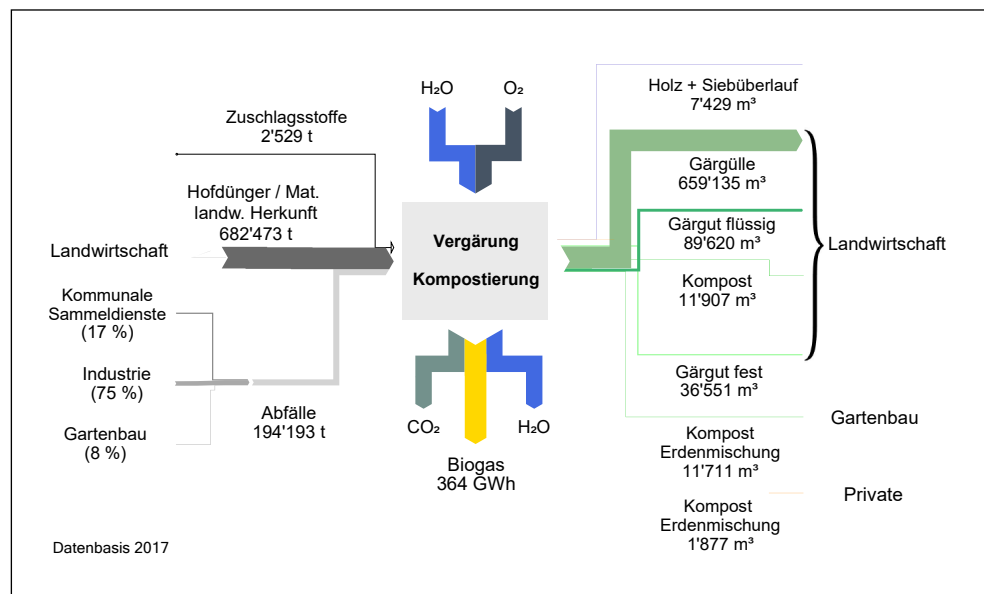 H₂O
O₂
Zuschlagsstoffe
2'529 t
Hofdünger / Mat.
landw. Herkunft
682'473 t
Landwirtschaft
Kommunale
Sammeldienste
(17 %)
Industrie
(75 %)
Gartenbau
(8 %)
Abfälle
194'193 t
Vergärung
Kompostierung
CO₂
H₂O
Biogas
364 GWh
Holz + Siebüberlauf
7'429 m³
Gärgülle
659'135 m³
Gärgut flüssig
89'620 m³
Kompost
11'907 m³
Gärgut fest
36'551 m³
Landwirtschaft
Kompost
Erdenmischung
11'711 m³
Gartenbau
Kompost
Erdenmischung
1'877 m³
Private
Datenbasis 2017